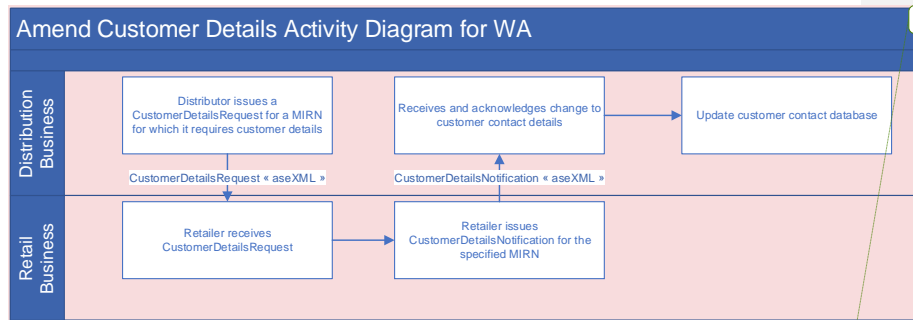 Amend Customer Details Activity Diagram for WA
Distribution
Business
Distributor issues a
CustomerDetailsRequest for a MIRN
for which it requires customer details
Receives and acknowledges change to
customer contact details
Update customer contact database
CustomerDetailsRequest « aseXML »
CustomerDetailsNotification « aseXML »
Retail
Business
Retailer receives
CustomerDetailsRequest
Retailer issues
CustomerDetailsNotification for the
specified MIRN